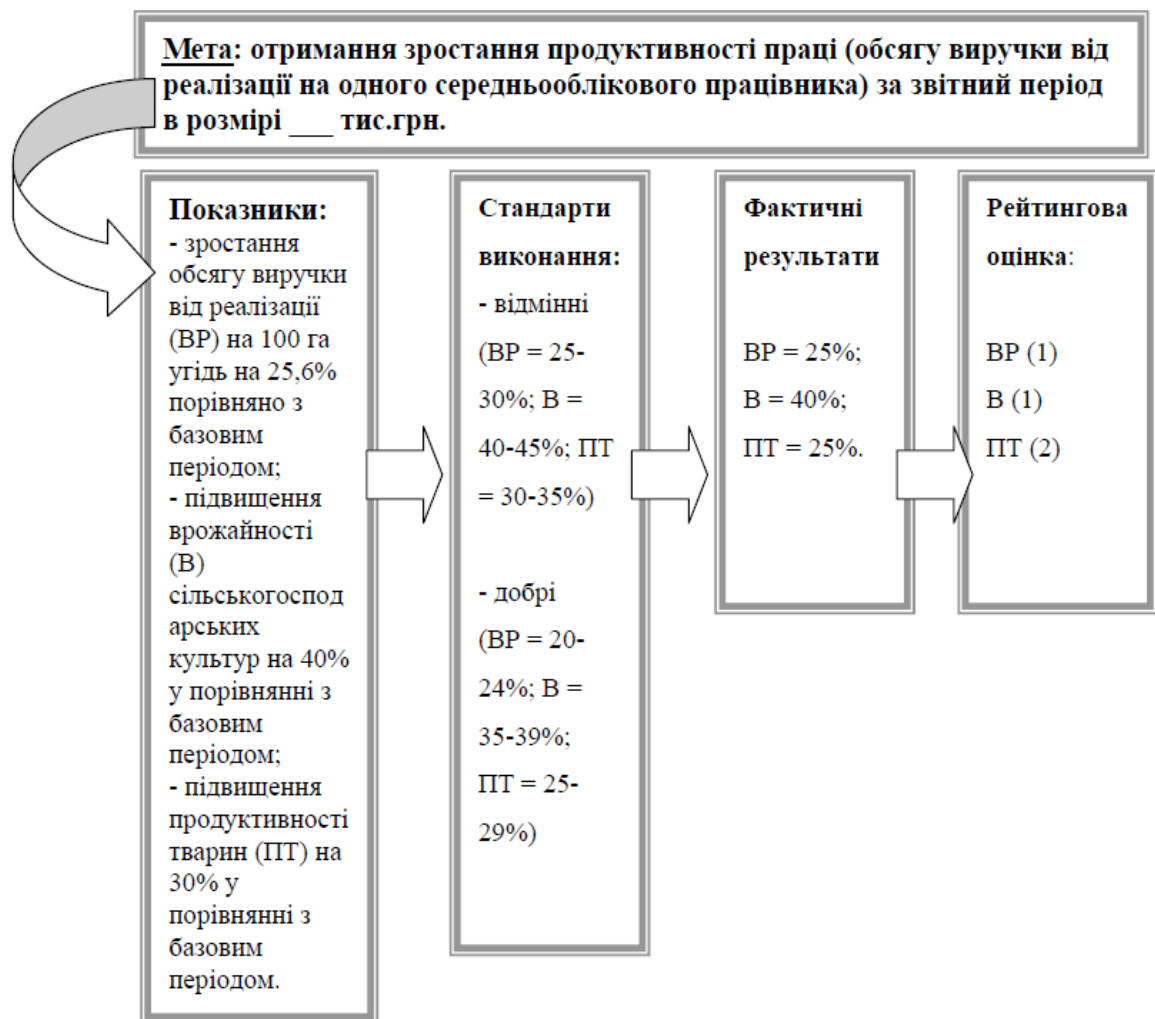 Мета: отримання зростання продуктивності праці (обсягу виручки від
реалізації на одного середньооблікового працівника) за звітний період
в розмірі ___ тис.грн.
Показники:
- зростання
обсягу виручки
від реалізації
(ВР) на 100 га
угідь на 25,6%
порівняно з
базовим
періодом;
- підвищення
врожайності
(В)
сільськогоспод
арських
культур на 40%
у порівнянні з
базовим
періодом;
- підвищення
продуктивності
тварин (ПТ) на
30% у
порівнянні з
базовим
періодом.
Стандарти
виконання:
- відмінні
(ВР = 25-
30%; В =
40-45%; ПТ
= 30-35%)
- добрі
(ВР = 20-
24%; В =
35-39%;
ПТ = 25-
29%)
Фактичні
результати
ВР = 25%;
В = 40%;
ПТ = 25%.
Рейтингова
оцінка:
ВР (1)
В (1)
ПТ (2)